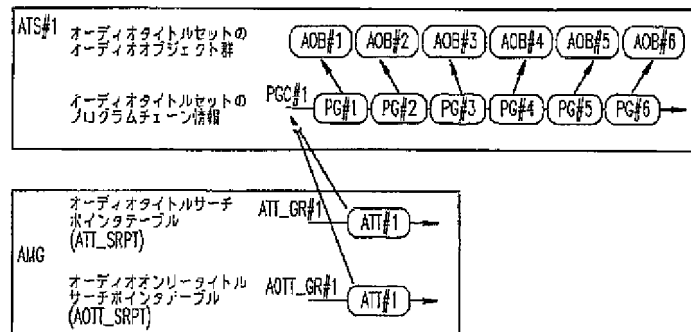 ATS#1 オーディオタイトルセットの
オーディオオブジェクト群
AOB#1 AOB#2 AOB#3 AOB#4 AOB#5 AOB#6
オーディオタイトルセットの
プログラムチェーン情報
PGC#1 PG#1 PG#2 PG#3 PG#4 PG#5 PG#6
AMG
オーディオタイトルサーチ
ポインタテーブル
(ATT_SRPT)
ATT_GR#1 ATT#1
オーディオオンリータイトル
サーチポインタテーブル
(AOTT_SRPT)
AOTT_GR#1 ATT#1